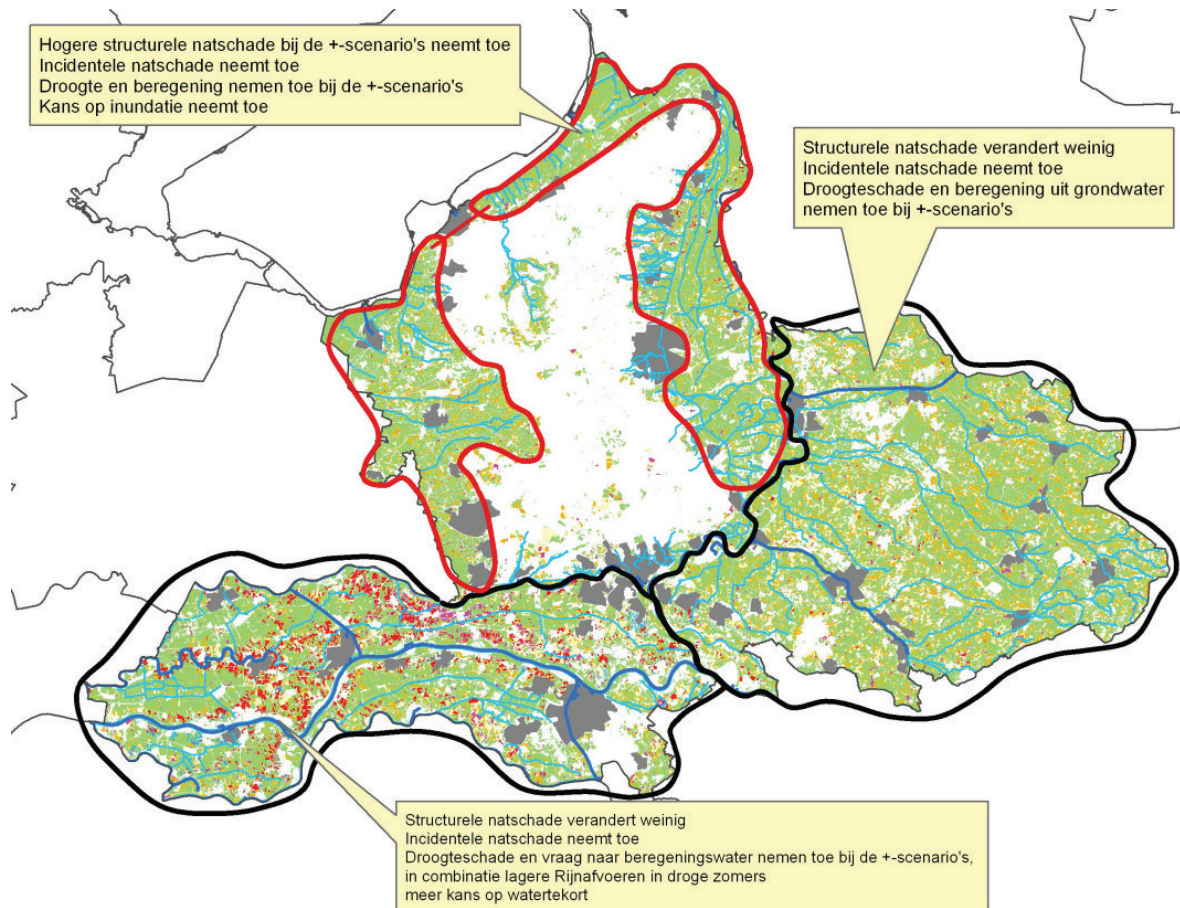 Hogere structurele natschade bij de +-scenario's neemt toe
Incidentele natschade neemt toe
Droogte en beregening nemen toe bij de +-scenario's
Kans op inundatie neemt toe
Structurele natschade verandert weinig
Incidentele natschade neemt toe
Droogteschade en beregening uit grondwater
nemen toe bij +-scenario's
Structurele natschade verandert weinig
Incidentele natschade neemt toe
Droogteschade en vraag naar beregeningswater nemen toe bij de +-scenario's,
in combinatie lagere Rijnafvoeren in droge zomers
meer kans op watertekort